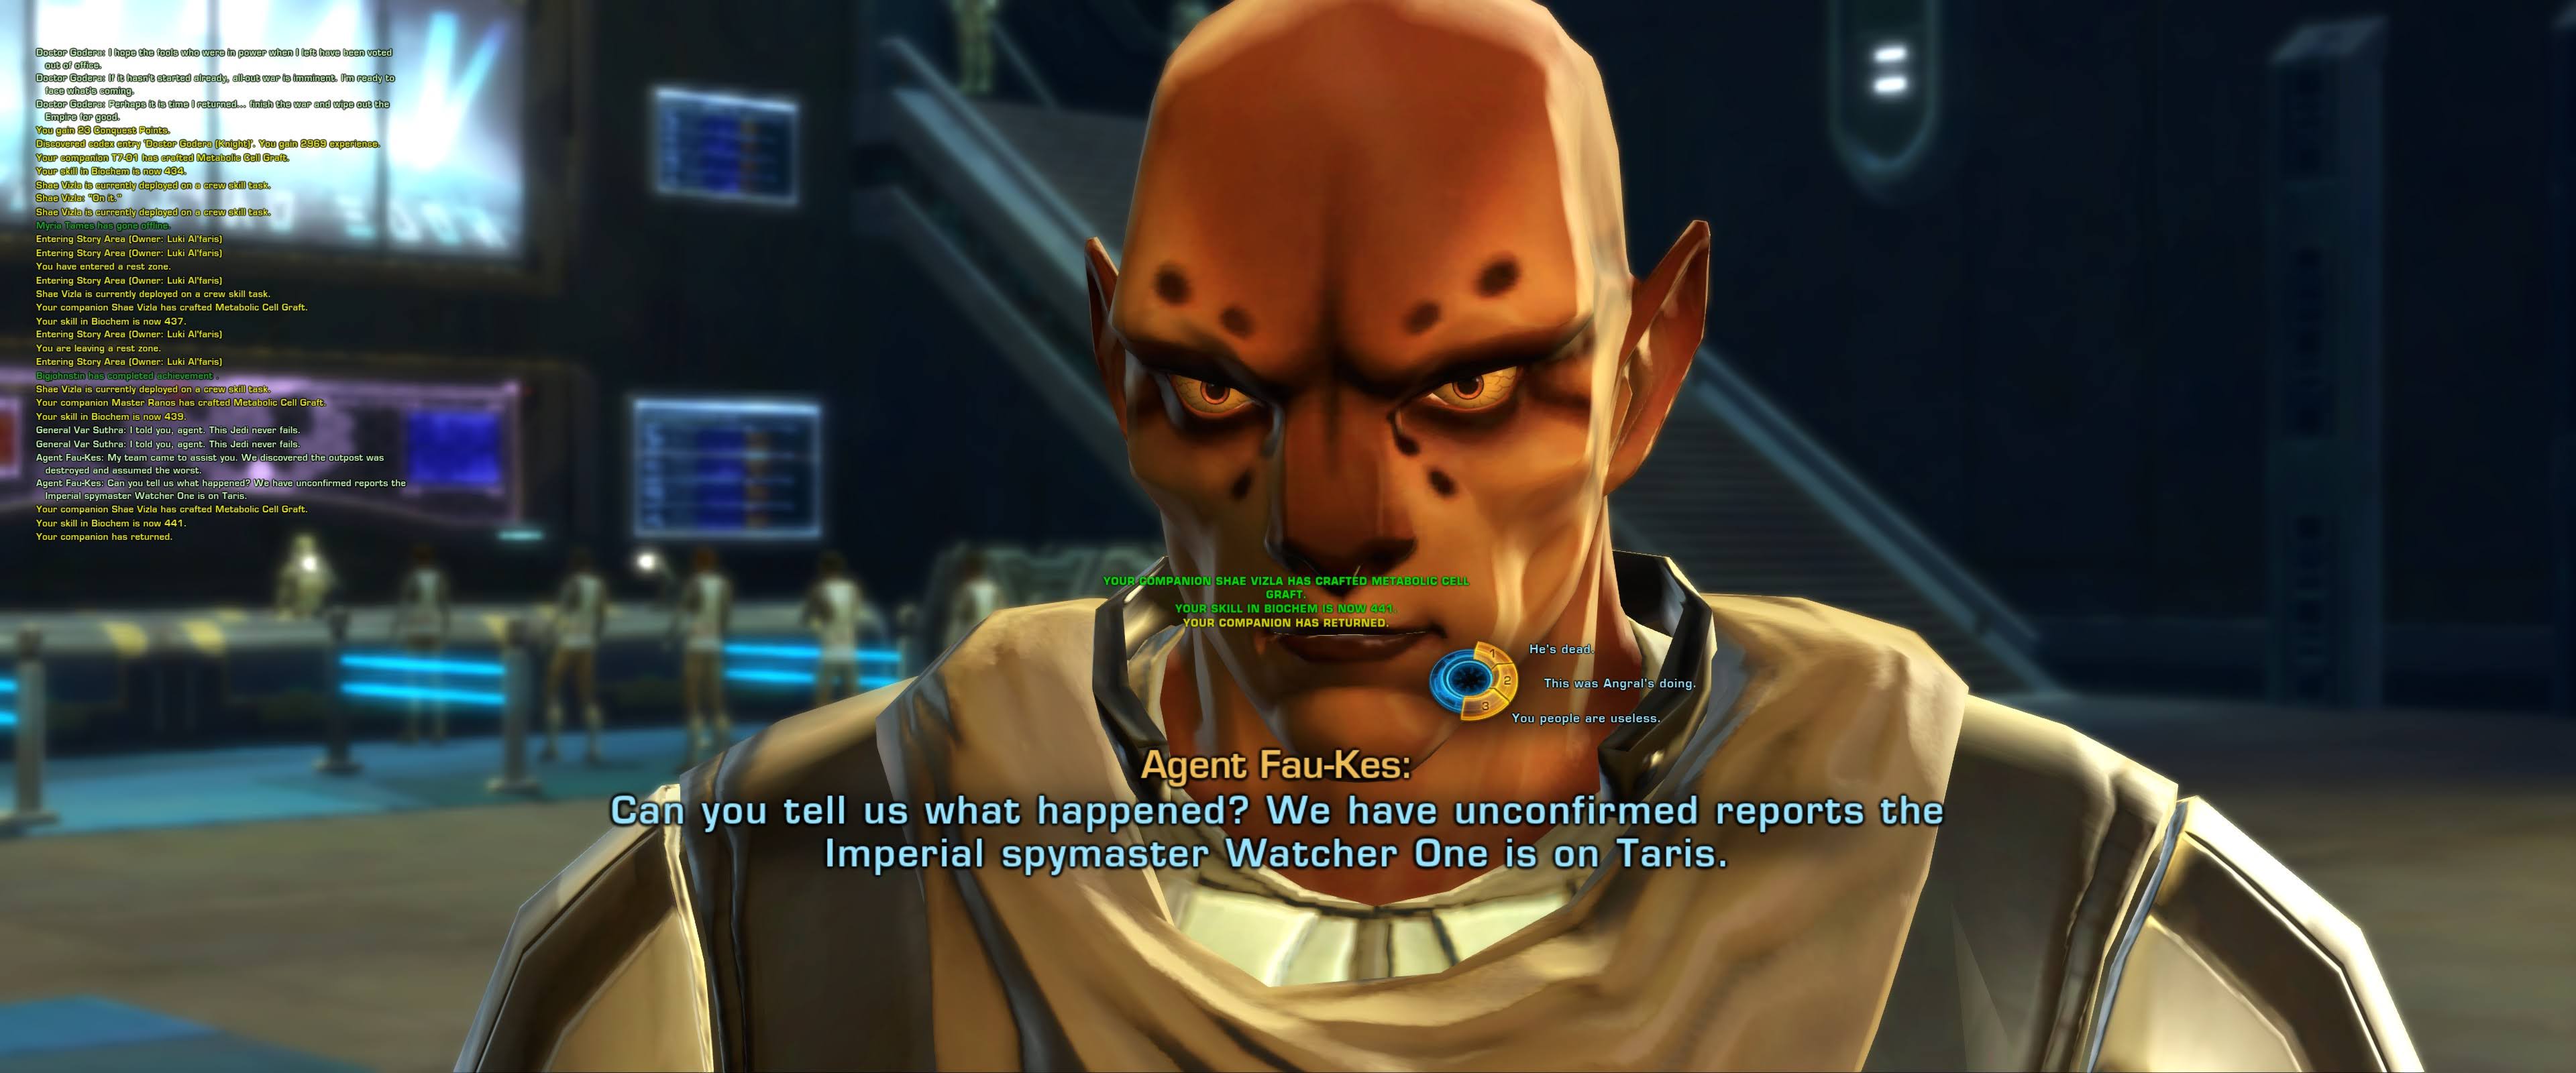 Doctor Godera: I hope the fools who were in power when I left have been voted
out of office.
Doctor Godera: If it hasn't started already, all-out war is imminent. I'm ready to
face what's coming.
Doctor Godera: Perhaps it is time I returned... finish the war and wipe out the
Empire for good.
You gain 23 Conquest Points.
Discovered codex entry 'Doctor Godera (Knight)'. You gain 2969 experience.
Your companion T7-01 has crafted Metabolic Cell Graft.
Your skill in Biochem is now 434.
Shae Vizla is currently deployed on a crew skill task.
Shae Vizla: "On it."
Shae Vizla is currently deployed on a crew skill task.
Myria Tames has gone offline.
Entering Story Area (Owner: Luki Al'faris)
Entering Story Area (Owner: Luki Al'faris)
You have entered a rest zone.
Entering Story Area (Owner: Luki Al'faris)
Shae Vizla is currently deployed on a crew skill task.
Your companion Shae Vizla has crafted Metabolic Cell Graft.
Your skill in Biochem is now 437.
Entering Story Area (Owner: Luki Al'faris)
You are leaving a rest zone.
Entering Story Area (Owner: Luki Al'faris)
Bigjohnstin has completed achievement .
Shae Vizla is currently deployed on a crew skill task.
Your companion Master Ranos has crafted Metabolic Cell Graft.
Your skill in Biochem is now 439.
General Var Suthra: I told you, agent. This Jedi never fails.
General Var Suthra: I told you, agent. This Jedi never fails.
Agent Fau-Kes: My team came to assist you. We discovered the outpost was
destroyed and assumed the worst.
Agent Fau-Kes: Can you tell us what happened? We have unconfirmed reports the
Imperial spymaster Watcher One is on Taris.
Your companion Shae Vizla has crafted Metabolic Cell Graft.
Your skill in Biochem is now 441.
Your companion has returned.
YOUR COMPANION SHAE VIZLA HAS CRAFTED METABOLIC CELL
GRAFT.
YOUR SKILL IN BIOCHEM IS NOW 441.
YOUR COMPANION HAS RETURNED.
1 He's dead.
2 This was Angral's doing.
3 You people are useless.
Agent Fau-Kes:
Can you tell us what happened? We have unconfirmed reports the
Imperial spymaster Watcher One is on Taris.